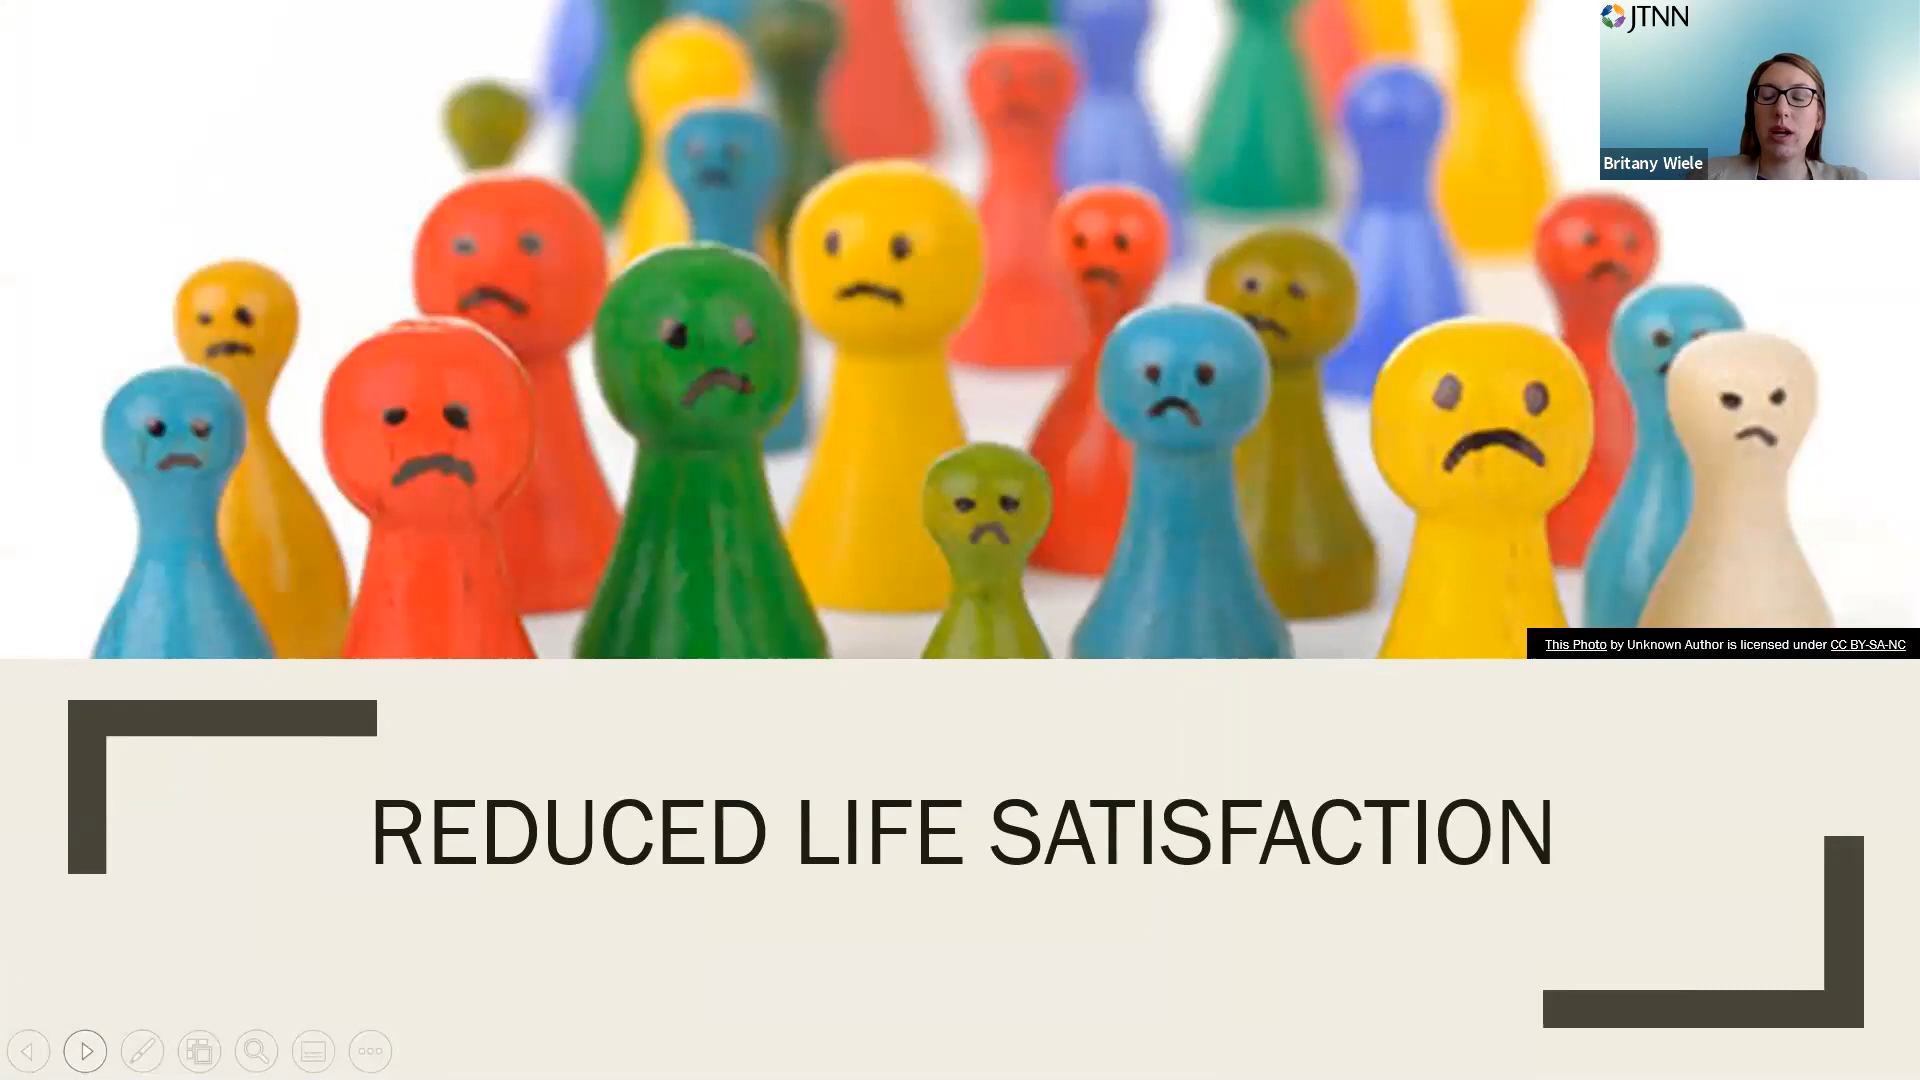 JTNN
Britany Wiele
This Photo by Unknown Author is licensed under CC BY-SA-NC
REDUCED LIFE SATISFACTION